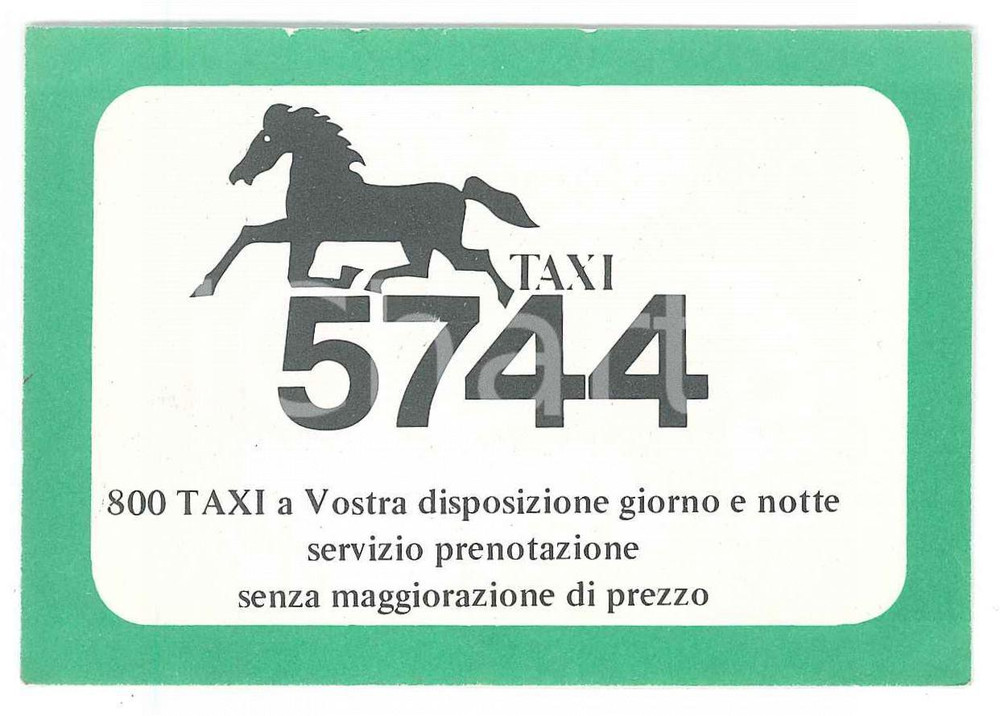 TAXI
5744
800 TAXI a Vostra disposizione giorno e notte
servizio prenotazione
senza maggiorazione di prezzo